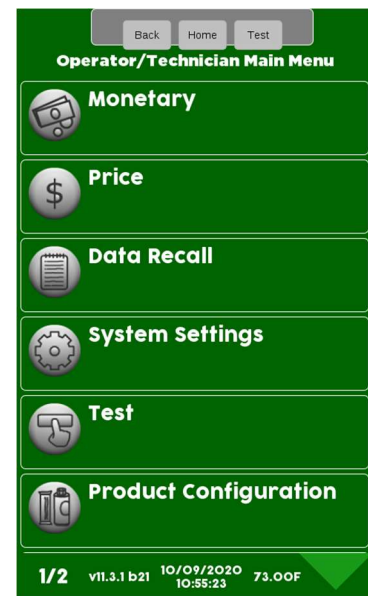 Back Home Test
Operator/Technician Main Menu
Monetary
$ Price
Data Recall
System Settings
Test
Product Configuration
1/2 v11.3.1 b21 10/09/2020 10:55:23 73.00F